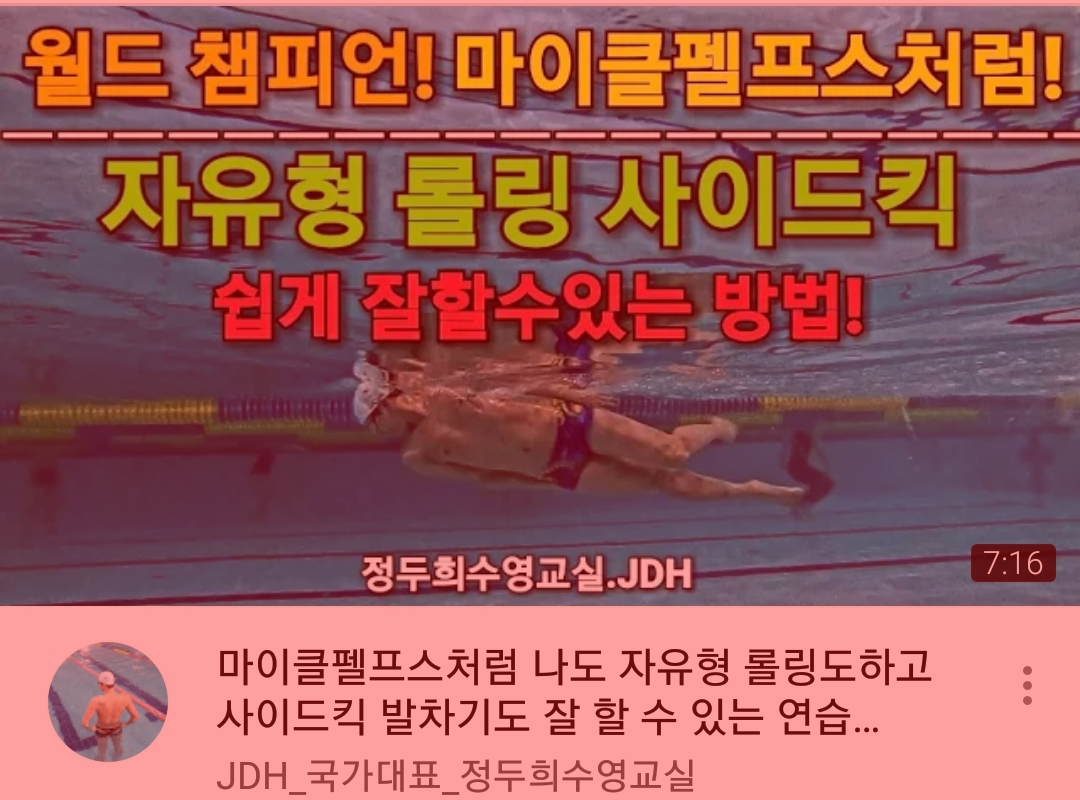 월드 챔피언! 마이클펠프스처럼!
자유형 롤링 사이드킥
쉽게 잘할수있는 방법!
정두희수영교실.JDH
7:16
마이클펠프스처럼 나도 자유형 롤링도하고
사이드킥 발차기도 잘 할 수 있는 연습...
JDH_국가대표_정두희수영교실